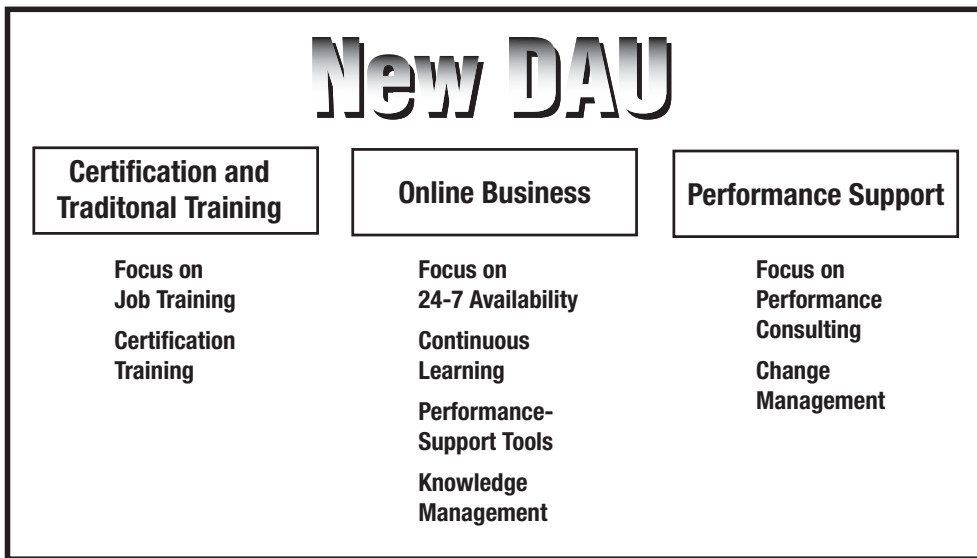 New DAU
Certification and
Traditonal Training
Focus on
Job Training
Certification
Training
Online Business
Focus on
24-7 Availability
Continuous
Learning
Performance-
Support Tools
Knowledge
Management
Performance Support
Focus on
Performance
Consulting
Change
Management